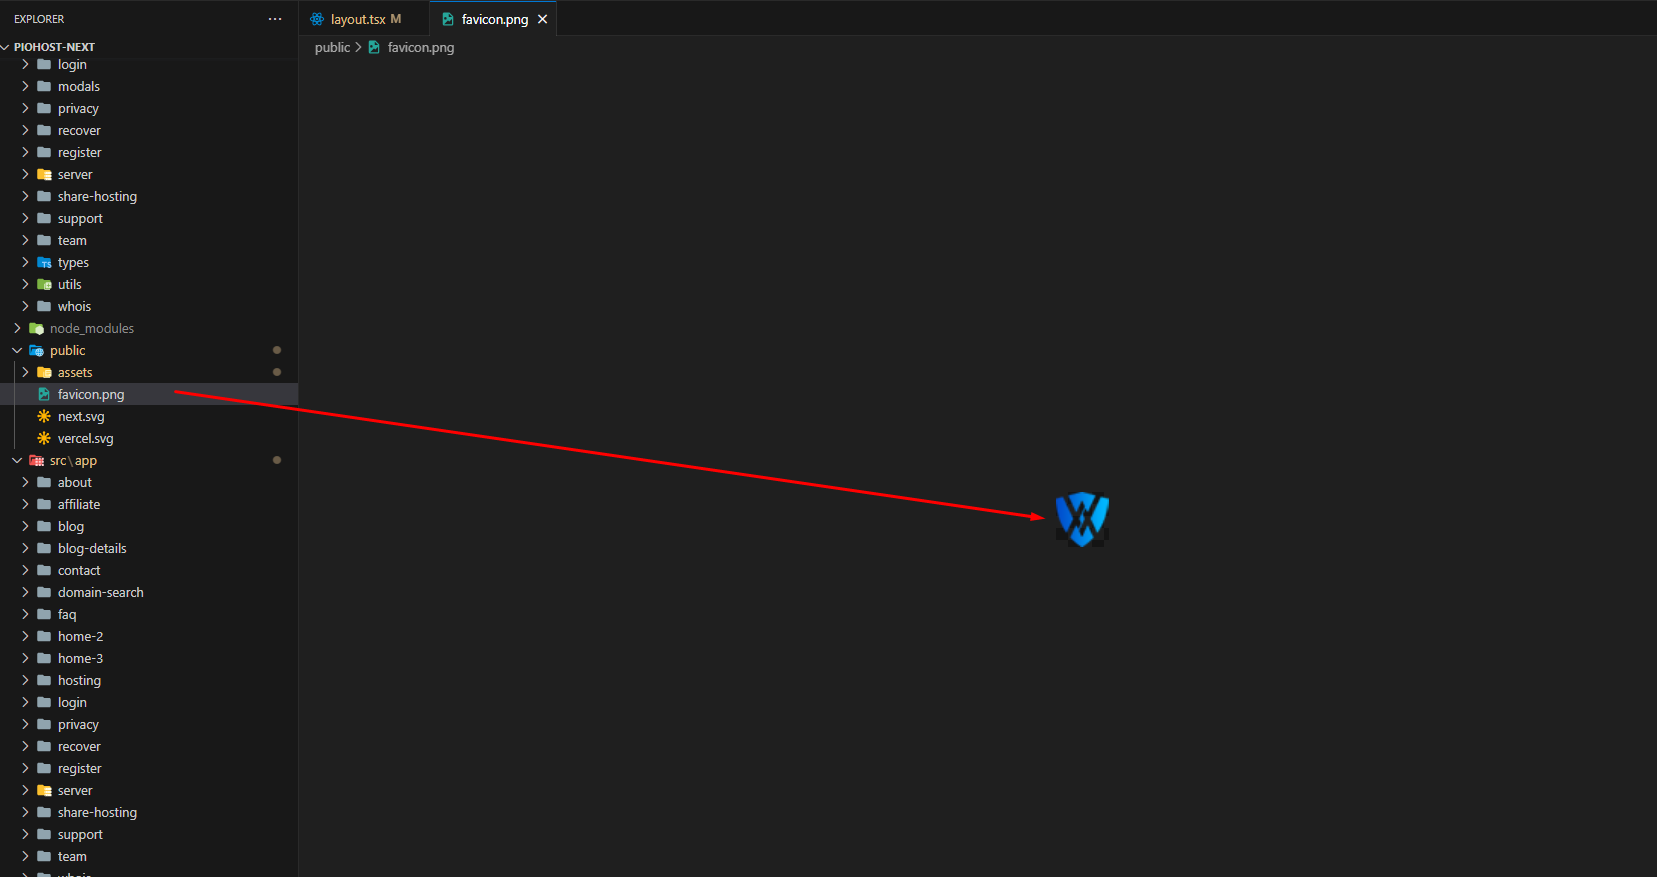 EXPLORER
PIOHOST-NEXT
login
modals
privacy
recover
register
server
share-hosting
support
team
types
utils
whois
node_modules
public
assets
favicon.png
next.svg
vercel.svg
src\app
about
affiliate
blog
blog-details
contact
domain-search
faq
home-2
home-3
hosting
login
privacy
recover
register
server
share-hosting
support
team
layout.tsx M
favicon.png
public > favicon.png